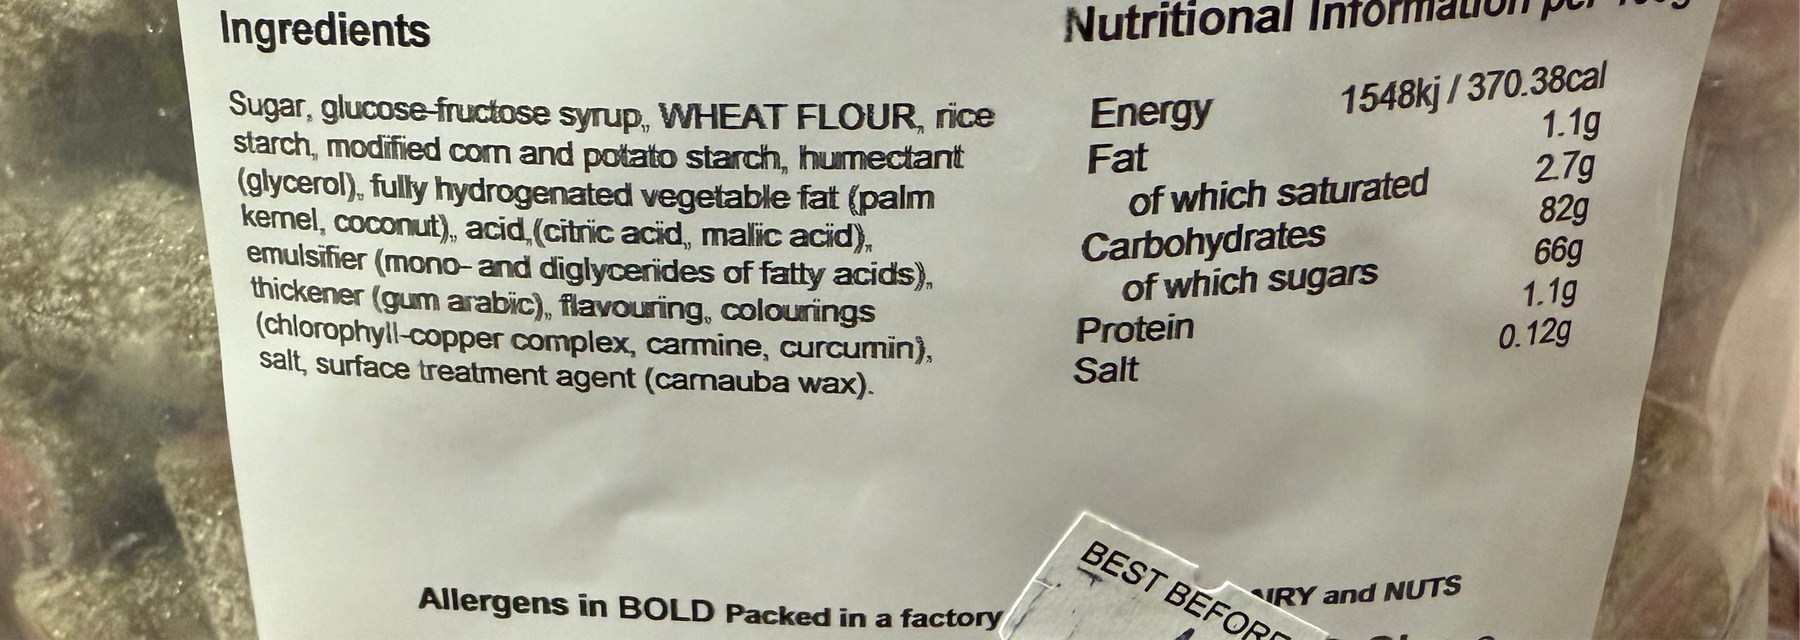 Ingredients
Sugar, glucose-fructose syrup, WHEAT FLOUR, rice
starch, modified corn and potato starch, humectant
(glycerol), fully hydrogenated vegetable fat (palm
kernel, coconut), acid,(citric acid, malic acid),
emulsifier (mono- and diglycerides of fatty acids),
thickener (gum arabic), flavouring, colourings
(chlorophyll-copper complex, carmine, curcumin),
salt, surface treatment agent (carnauba wax).
Nutritional Information per
Energy 1548kj / 370.38cal
Fat 1.1g
of which saturated 2.7g
Carbohydrates 82g
of which sugars 66g
Protein 1.1g
Salt 0.12g
Allergens in BOLD Packed in a factory
and NUTS
BEST BEFORE